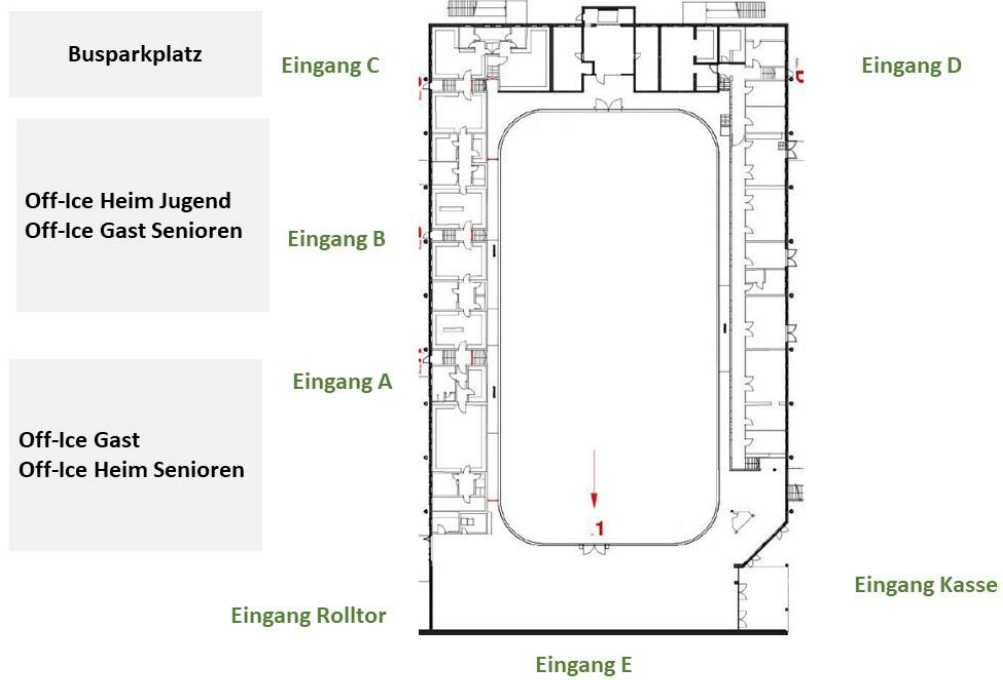 Busparkplatz
Eingang C
Eingang D
Off-Ice Heim Jugend
Off-Ice Gast Senioren
Eingang B
Eingang A
Off-Ice Gast
Off-Ice Heim Senioren
1
Eingang Kasse
Eingang Rolltor
Eingang E